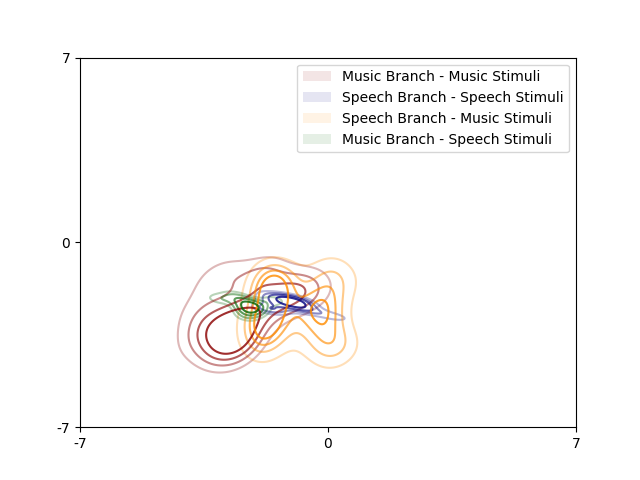 7
Music Branch - Music Stimuli
Speech Branch - Speech Stimuli
Speech Branch - Music Stimuli
Music Branch - Speech Stimuli
0
-7
-7 0 7